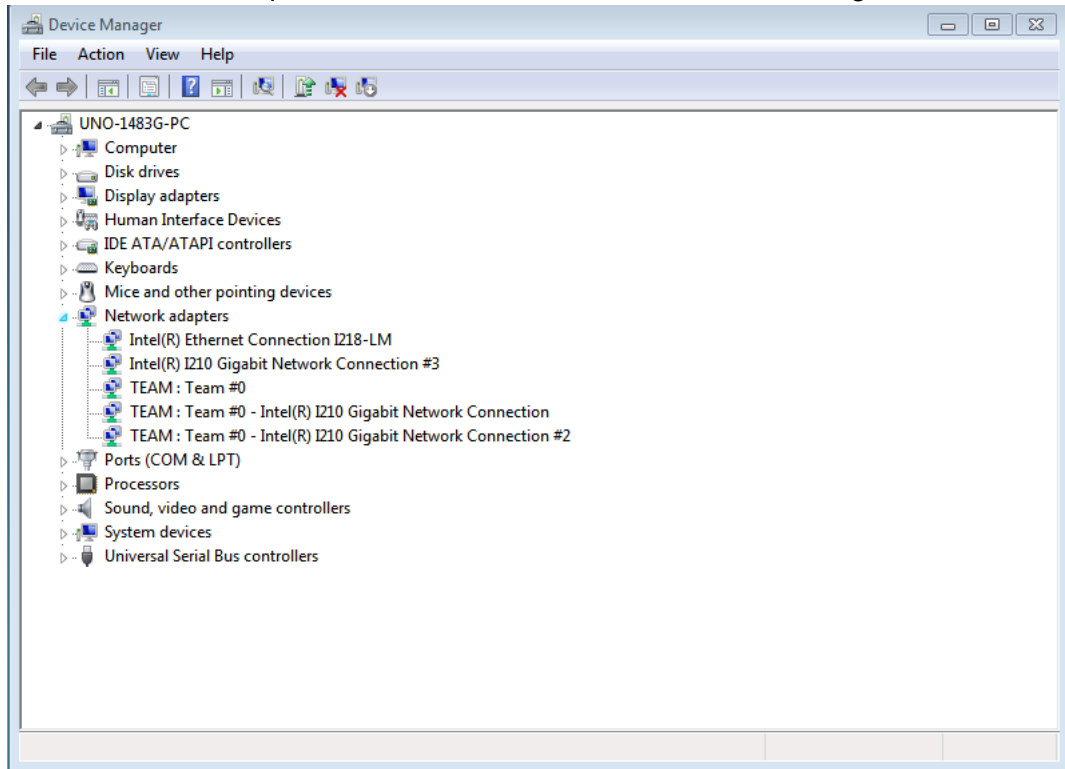 Device Manager
File Action View Help
UNO-1483G-PC
Computer
Disk drives
Display adapters
Human Interface Devices
IDE ATA/ATAPI controllers
Keyboards
Mice and other pointing devices
Network adapters
Intel(R) Ethernet Connection I218-LM
Intel(R) I210 Gigabit Network Connection #3
TEAM : Team #0
TEAM : Team #0 - Intel(R) I210 Gigabit Network Connection
TEAM : Team #0 - Intel(R) I210 Gigabit Network Connection #2
Ports (COM & LPT)
Processors
Sound, video and game controllers
System devices
Universal Serial Bus controllers